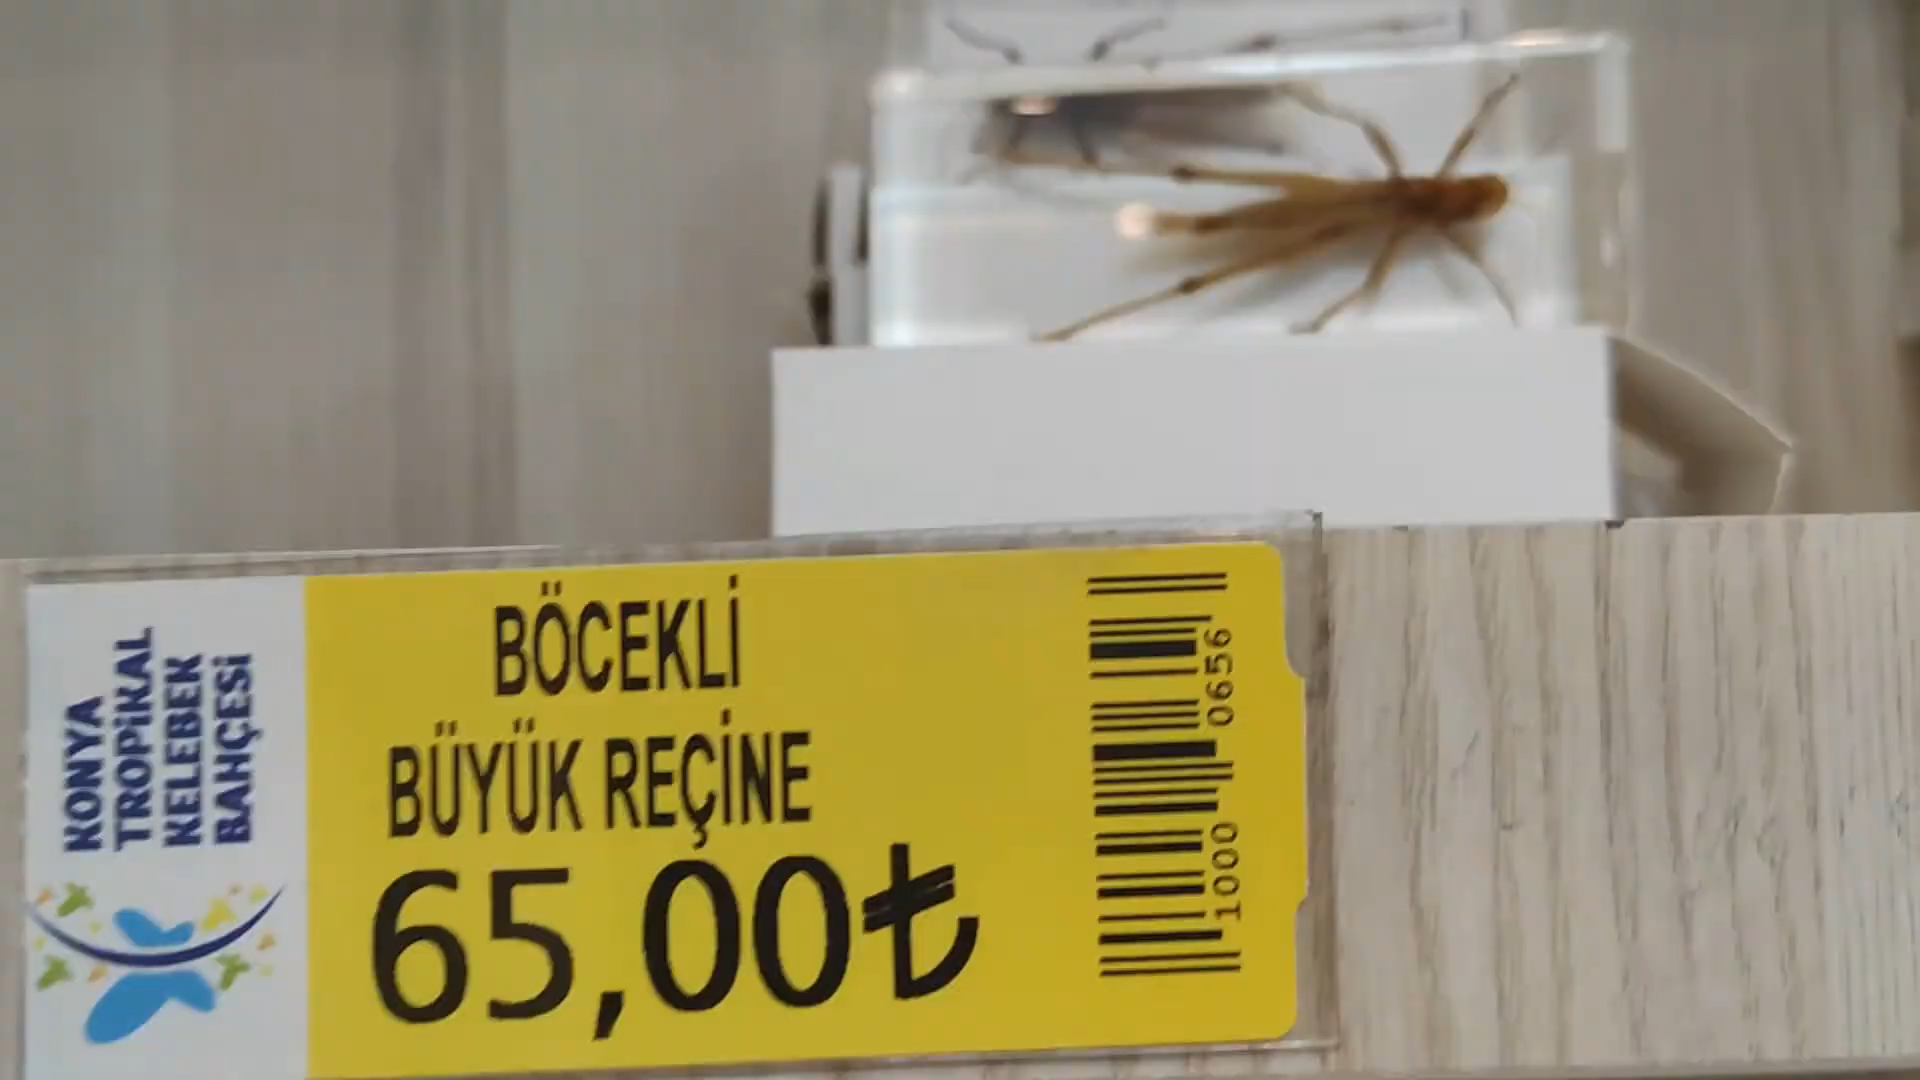 KONYA
TROPİKAL
KELEBEK
BAHÇESİ
BÖCEKLİ
BÜYÜK REÇİNE
65,00₺
1000 0656